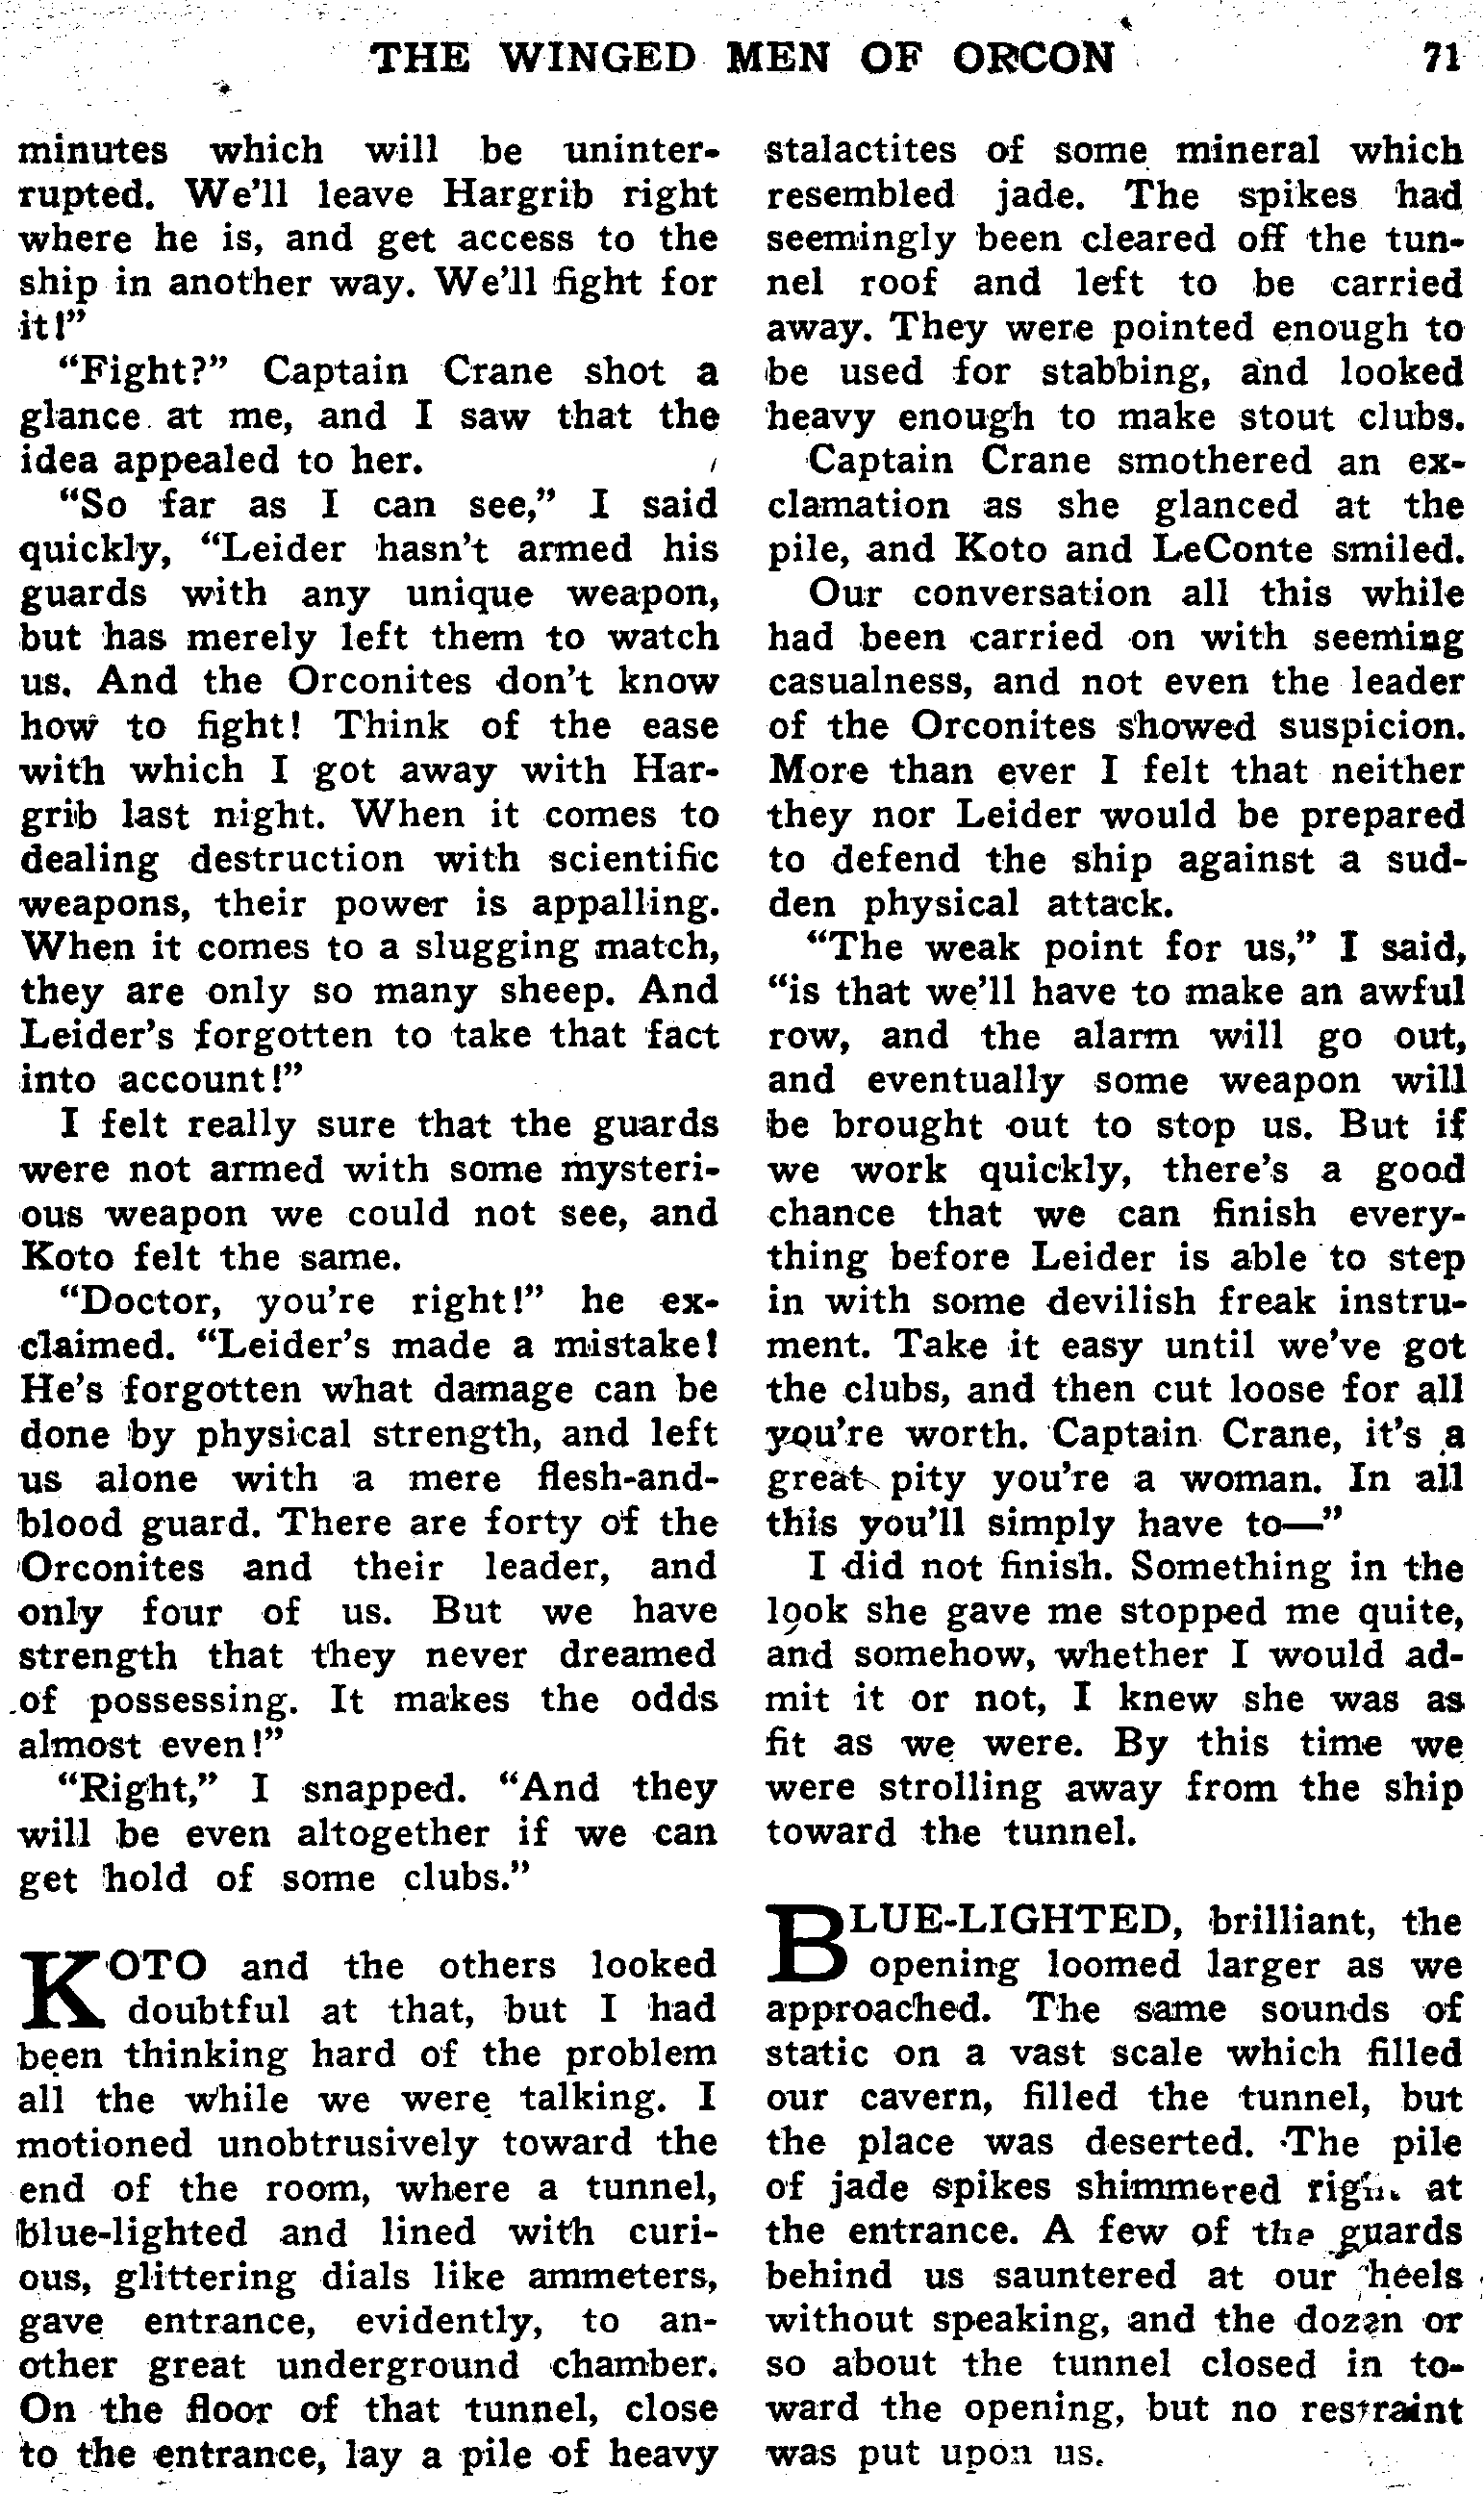 THE WINGED MEN OF ORCON 71
minutes which will be uninter-
rupted. We'll leave Hargrib right
where he is, and get access to the
ship in another way. We'll fight for
it!"
"Fight?" Captain Crane shot a
glance at me, and I saw that the
idea appealed to her.
"So far as I can see," I said
quickly, "Leider hasn't armed his
guards with any unique weapon,
but has merely left them to watch
us. And the Orconites don't know
how to fight! Think of the ease
with which I got away with Har-
grib last night. When it comes to
dealing destruction with scientific
weapons, their power is appalling.
When it comes to a slugging match,
they are only so many sheep. And
Leider's forgotten to take that fact
into account!"
I felt really sure that the guards
were not armed with some mysteri-
ous weapon we could not see, and
Koto felt the same.
"Doctor, you're right!" he ex-
claimed. "Leider's made a mistake!
He's forgotten what damage can be
done by physical strength, and left
us alone with a mere flesh-and-
blood guard. There are forty of the
Orconites and their leader, and
only four of us. But we have
strength that they never dreamed
of possessing. It makes the odds
almost even!"
"Right," I snapped. "And they
will be even altogether if we can
get hold of some clubs."
KOTO and the others looked
doubtful at that, but I had
been thinking hard of the problem
all the while we were talking. I
motioned unobtrusively toward the
end of the room, where a tunnel,
blue-lighted and lined with curi-
ous, glittering dials like ammeters,
gave entrance, evidently, to an-
other great underground chamber.
On the floor of that tunnel, close
to the entrance, lay a pile of heavy
stalactites of some mineral which
resembled jade. The spikes had
seemingly been cleared off the tun-
nel roof and left to be carried
away. They were pointed enough to
be used for stabbing, and looked
heavy enough to make stout clubs.
Captain Crane smothered an ex-
clamation as she glanced at the
pile, and Koto and LeConte smiled.
Our conversation all this while
had been carried on with seeming
casualness, and not even the leader
of the Orconites showed suspicion.
More than ever I felt that neither
they nor Leider would be prepared
to defend the ship against a sud-
den physical attack.
"The weak point for us," I said,
"is that we'll have to make an awful
row, and the alarm will go out,
and eventually some weapon will
be brought out to stop us. But if
we work quickly, there's a good
chance that we can finish every-
thing before Leider is able to step
in with some devilish freak instru-
ment. Take it easy until we've got
the clubs, and then cut loose for all
you're worth. Captain Crane, it's a
great pity you're a woman. In all
this you'll simply have to—"
I did not finish. Something in the
look she gave me stopped me quite,
and somehow, whether I would ad-
mit it or not, I knew she was as
fit as we were. By this time we
were strolling away from the ship
toward the tunnel.
BLUE-LIGHTED, brilliant, the
opening loomed larger as we
approached. The same sounds of
static on a vast scale which filled
our cavern, filled the tunnel, but
the place was deserted. The pile
of jade spikes shimmered right at
the entrance. A few of the guards
behind us sauntered at our heels
without speaking, and the dozen or
so about the tunnel closed in to-
ward the opening, but no restraint
was put upon us.